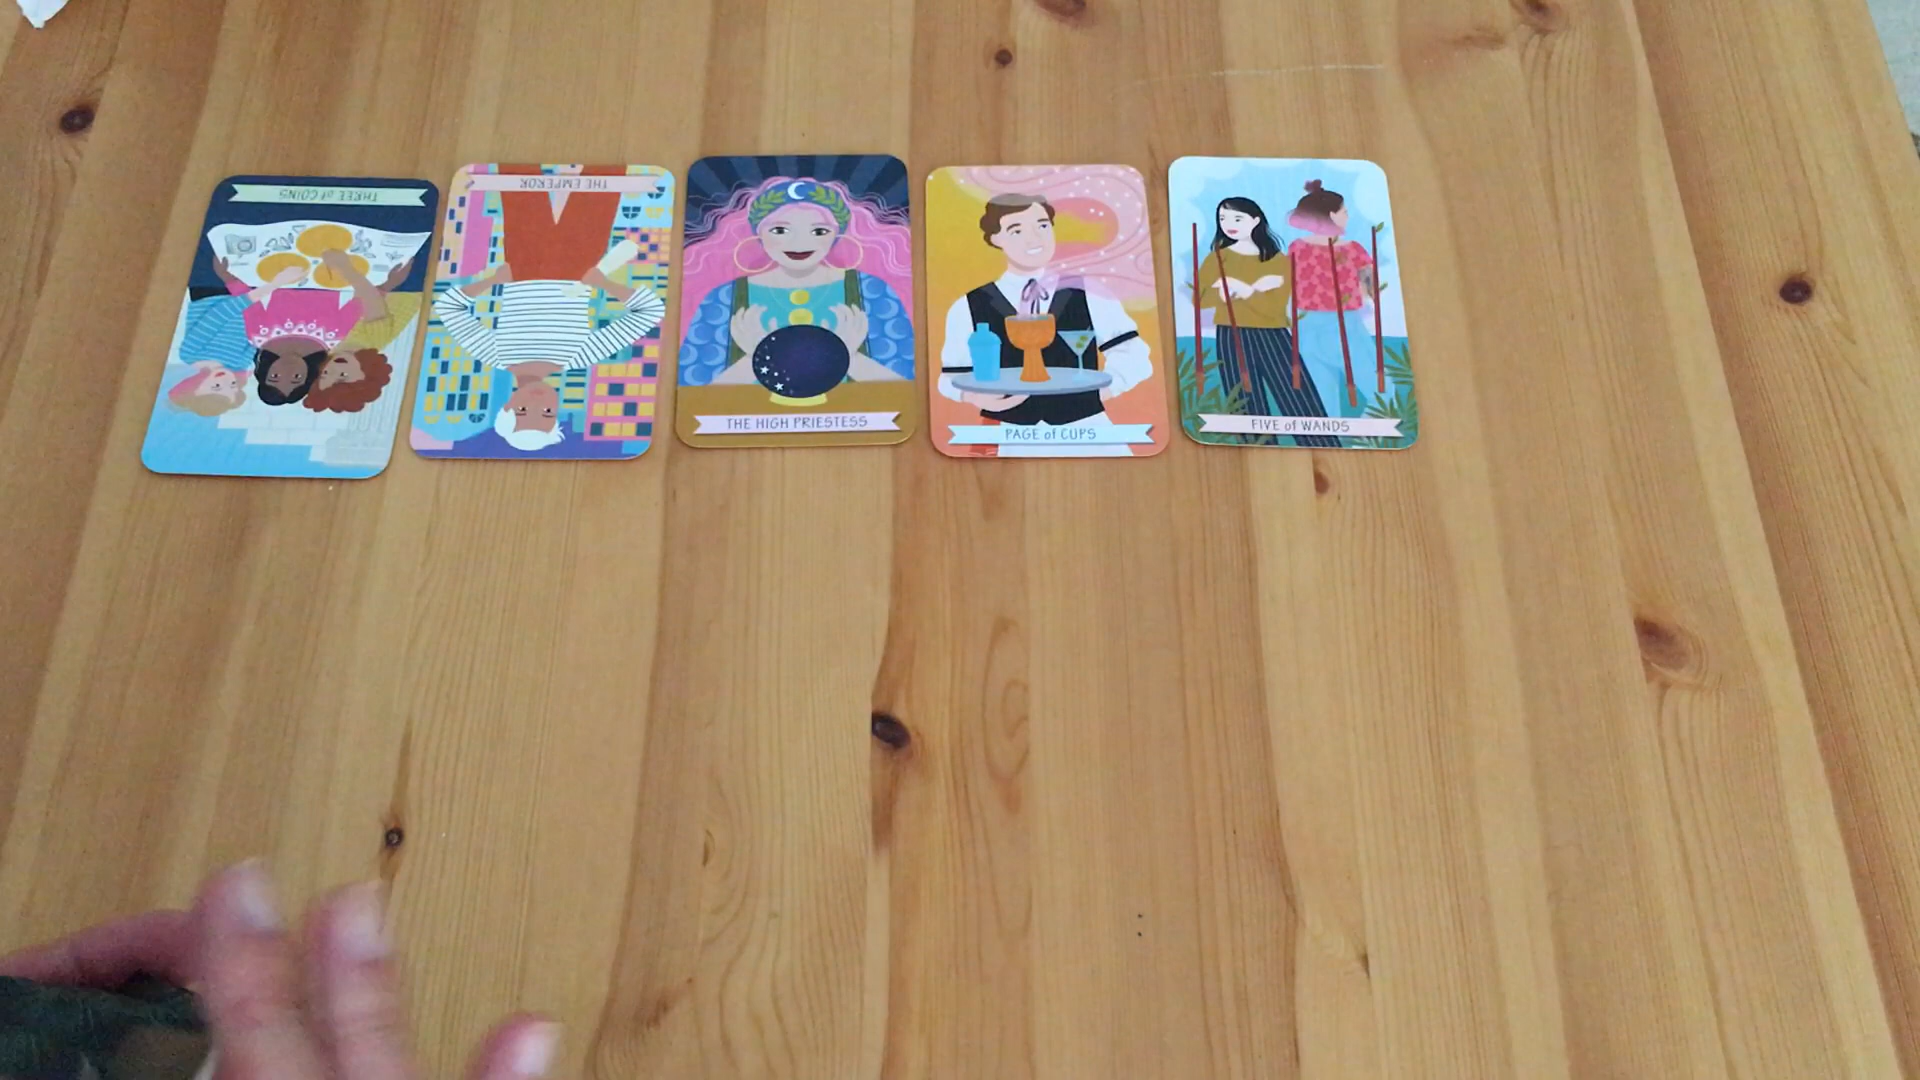 THREE of COINS
THE EMPEROR
THE HIGH PRIESTESS
PAGE of CUPS
FIVE of WANDS